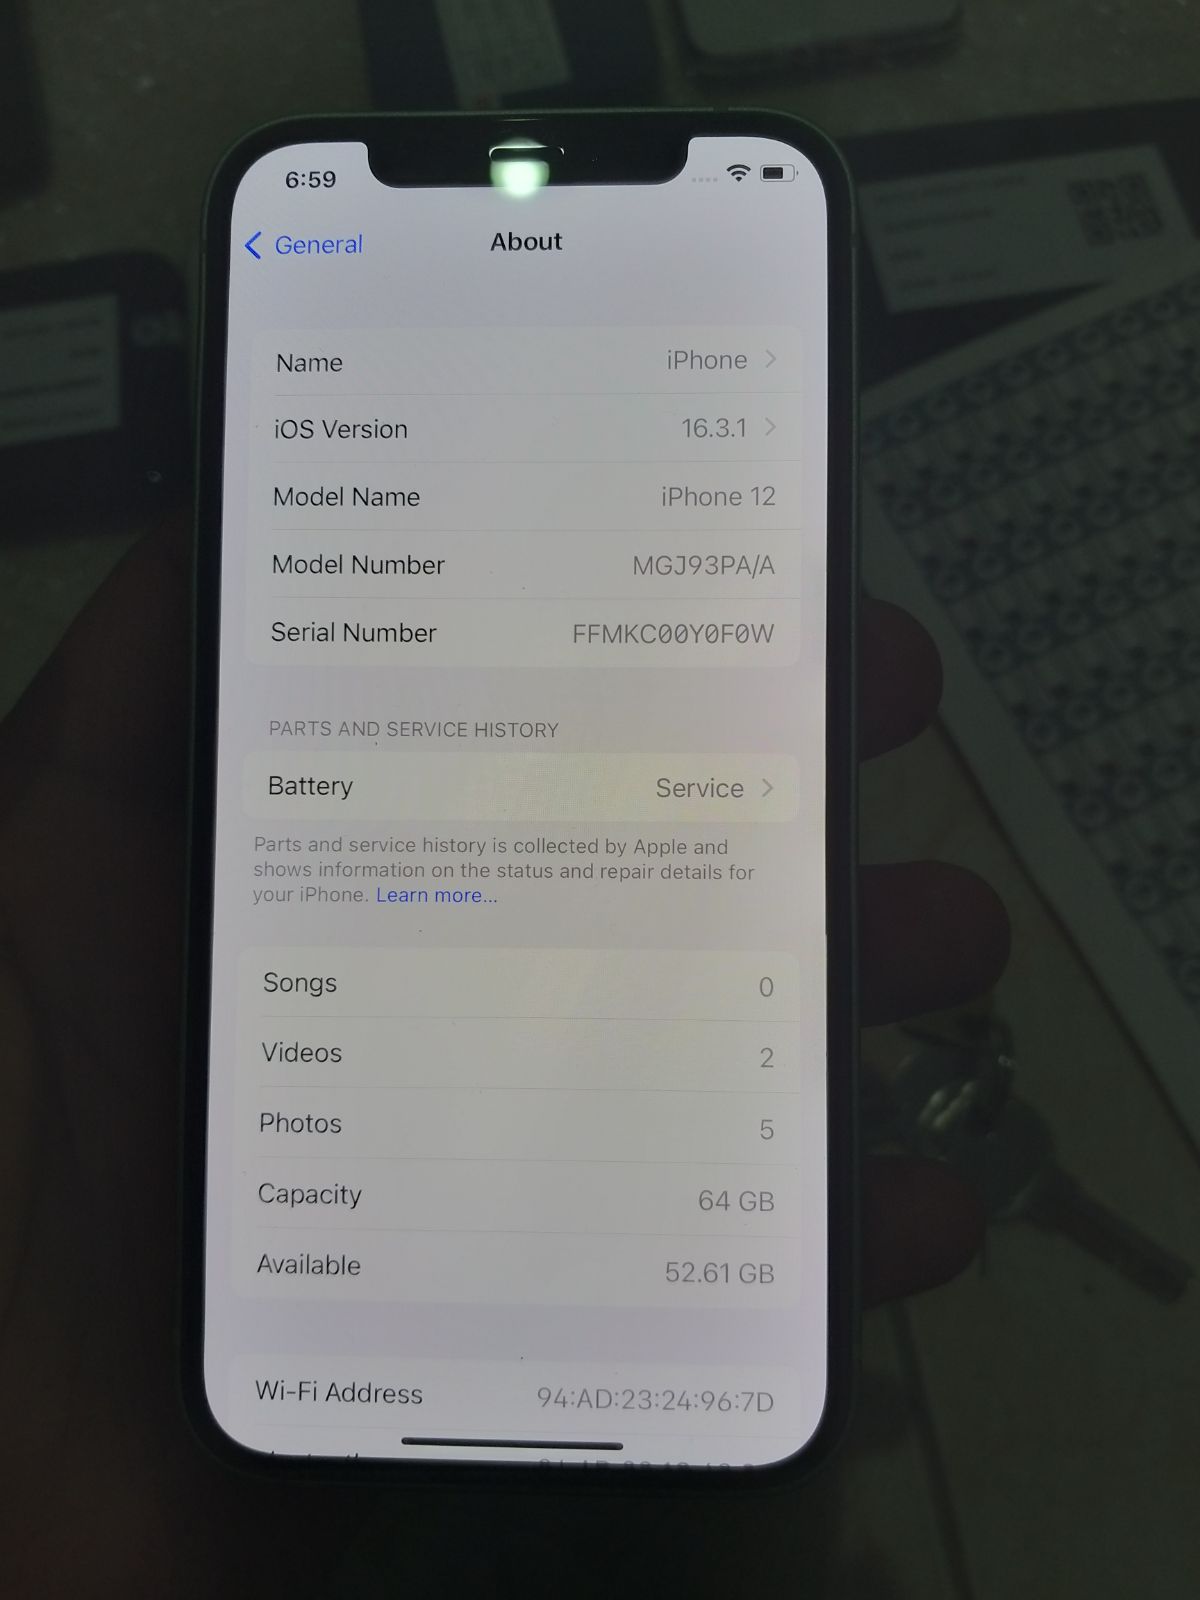 6:59
General
About
Name iPhone
iOS Version 16.3.1
Model Name iPhone 12
Model Number MGJ93PA/A
Serial Number FFMKC00Y0F0W
PARTS AND SERVICE HISTORY
Battery Service
Parts and service history is collected by Apple and
shows information on the status and repair details for
your iPhone. Learn more...
Songs 0
Videos 2
Photos 5
Capacity 64 GB
Available 52.61 GB
Wi-Fi Address 94:AD:23:24:96:7D